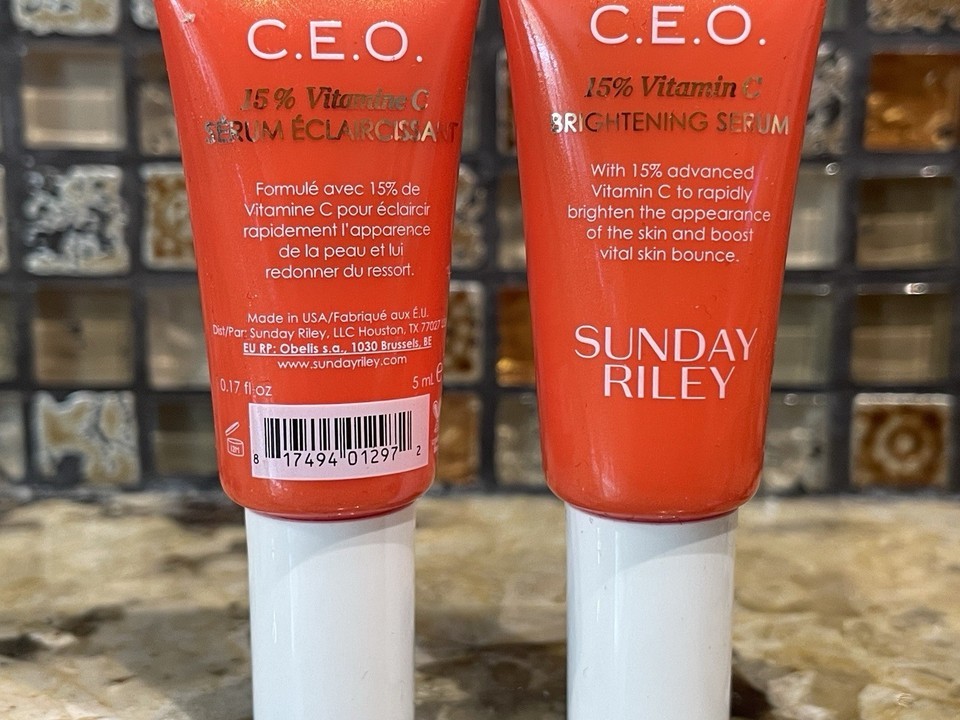 C.E.O.
15% Vitamine C
SÉRUM ÉCLAIRCISSANT
Formulé avec 15% de
Vitamine C pour éclaircir
rapidement l'apparence
de la peau et lui
redonner du ressort.
Made in USA/Fabriqué aux É.U.
Dist/Par: Sunday Riley, LLC Houston, TX 77027
EU RP: Obelis s.a., 1030 Brussels, BE
www.sundayriley.com
0.17 fl oz 5 mL e
12M
8 17494 01297 2
C.E.O.
15% Vitamin C
BRIGHTENING SERUM
With 15% advanced
Vitamin C to rapidly
brighten the appearance
of the skin and boost
vital skin bounce.
SUNDAY
RILEY